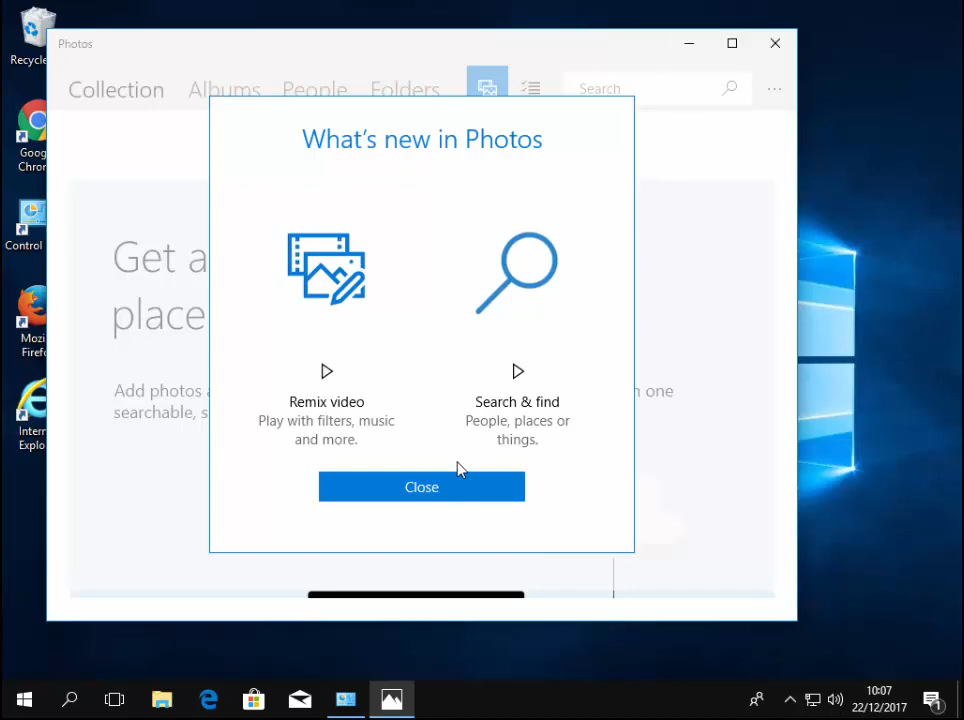 Recycle
Photos
Collection Albums People Folders Search ...
What's new in Photos
Goog
Chron
Control
Get a
place
Mozi
Firef
Add photos a n one
searchable, s
Remix video
Play with filters, music
and more.
Search & find
People, places or
things.
Intern
Explo
Close
10:07
22/12/2017
1